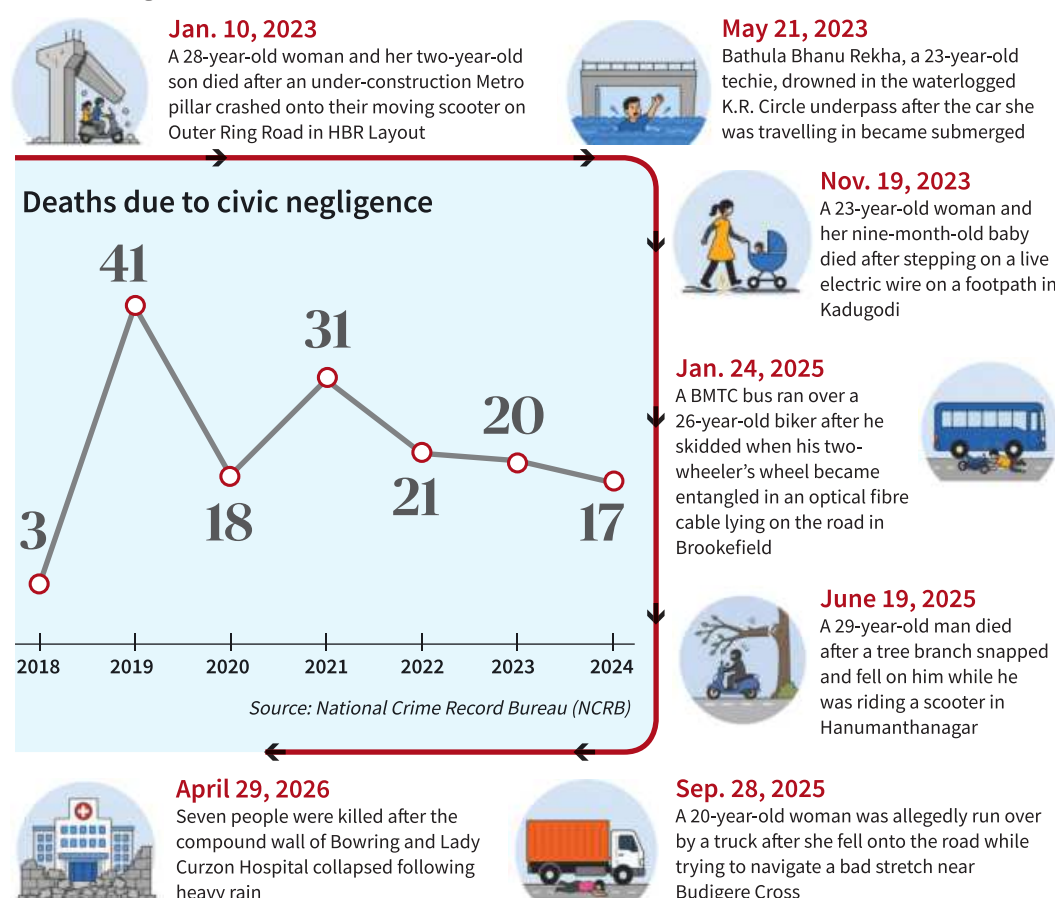 Jan. 10, 2023
A 28-year-old woman and her two-year-old
son died after an under-construction Metro
pillar crashed onto their moving scooter on
Outer Ring Road in HBR Layout
May 21, 2023
Bathula Bhanu Rekha, a 23-year-old
techie, drowned in the waterlogged
K.R. Circle underpass after the car she
was travelling in became submerged
Nov. 19, 2023
A 23-year-old woman and
her nine-month-old baby
died after stepping on a live
electric wire on a footpath in
Kadugodi
Jan. 24, 2025
A BMTC bus ran over a
26-year-old biker after he
skidded when his two-
wheeler's wheel became
entangled in an optical fibre
cable lying on the road in
Brookefield
June 19, 2025
A 29-year-old man died
after a tree branch snapped
and fell on him while he
was riding a scooter in
Hanumanthanagar
Sep. 28, 2025
A 20-year-old woman was allegedly run over
by a truck after she fell onto the road while
trying to navigate a bad stretch near
Budigere Cross
April 29, 2026
Seven people were killed after the
compound wall of Bowring and Lady
Curzon Hospital collapsed following
heavy rain
Deaths due to civic negligence
3
41
18
31
21
20
17
2018 2019 2020 2021 2022 2023 2024
Source: National Crime Record Bureau (NCRB)